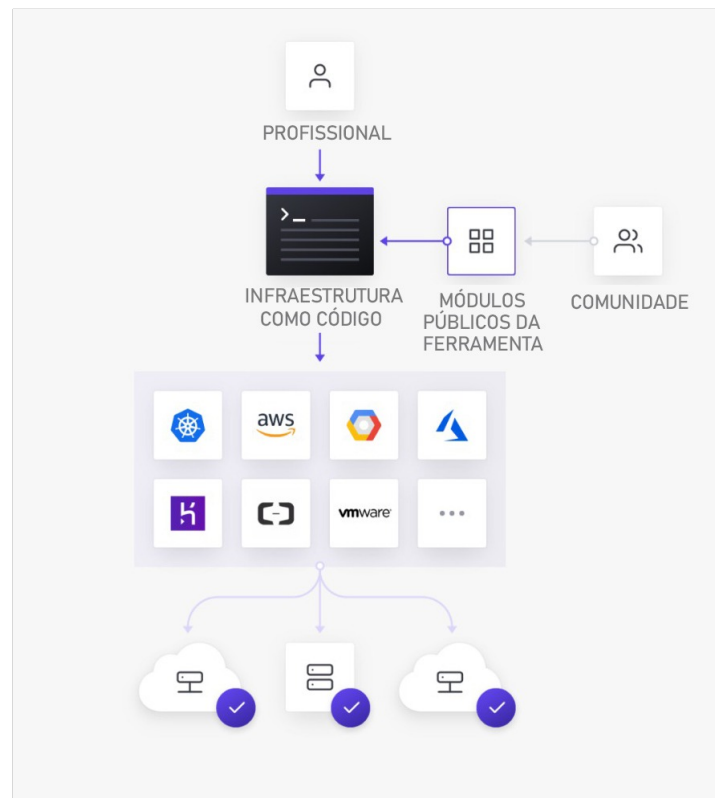 PROFISSIONAL
INFRAESTRUTURA
COMO CÓDIGO
MÓDULOS
PÚBLICOS DA
FERRAMENTA
COMUNIDADE
aws
vmware